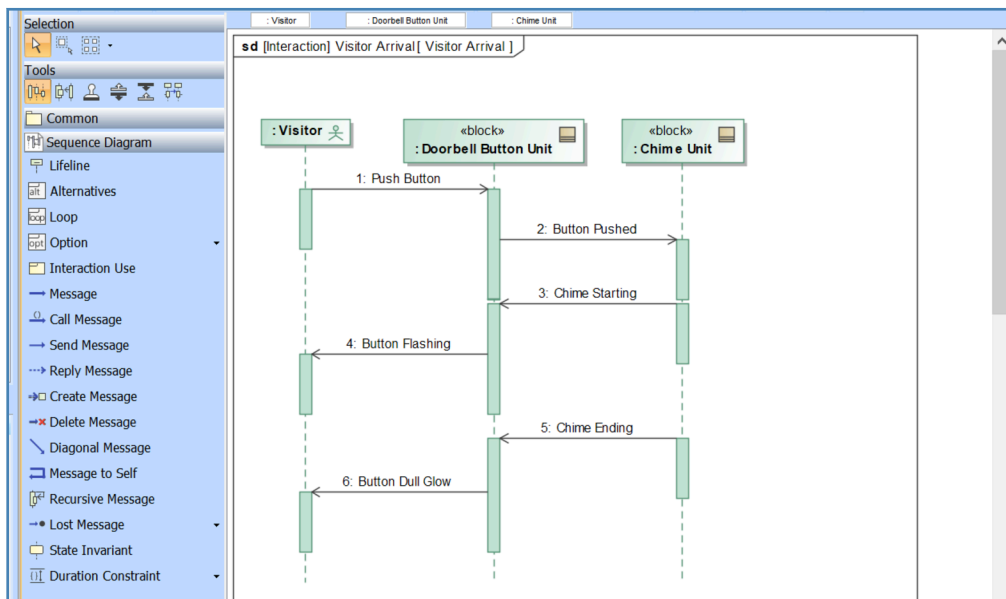 Selection
Tools
Common
Sequence Diagram
Lifeline
alt Alternatives
loop Loop
opt Option
Interaction Use
Message
Call Message
Send Message
Reply Message
Create Message
Delete Message
Diagonal Message
Message to Self
Recursive Message
Lost Message
State Invariant
Duration Constraint
: Visitor
: Doorbell Button Unit
: Chime Unit
sd [Interaction] Visitor Arrival[ Visitor Arrival ]
: Visitor
«block»
: Doorbell Button Unit
«block»
: Chime Unit
1: Push Button
2: Button Pushed
3: Chime Starting
4: Button Flashing
5: Chime Ending
6: Button Dull Glow